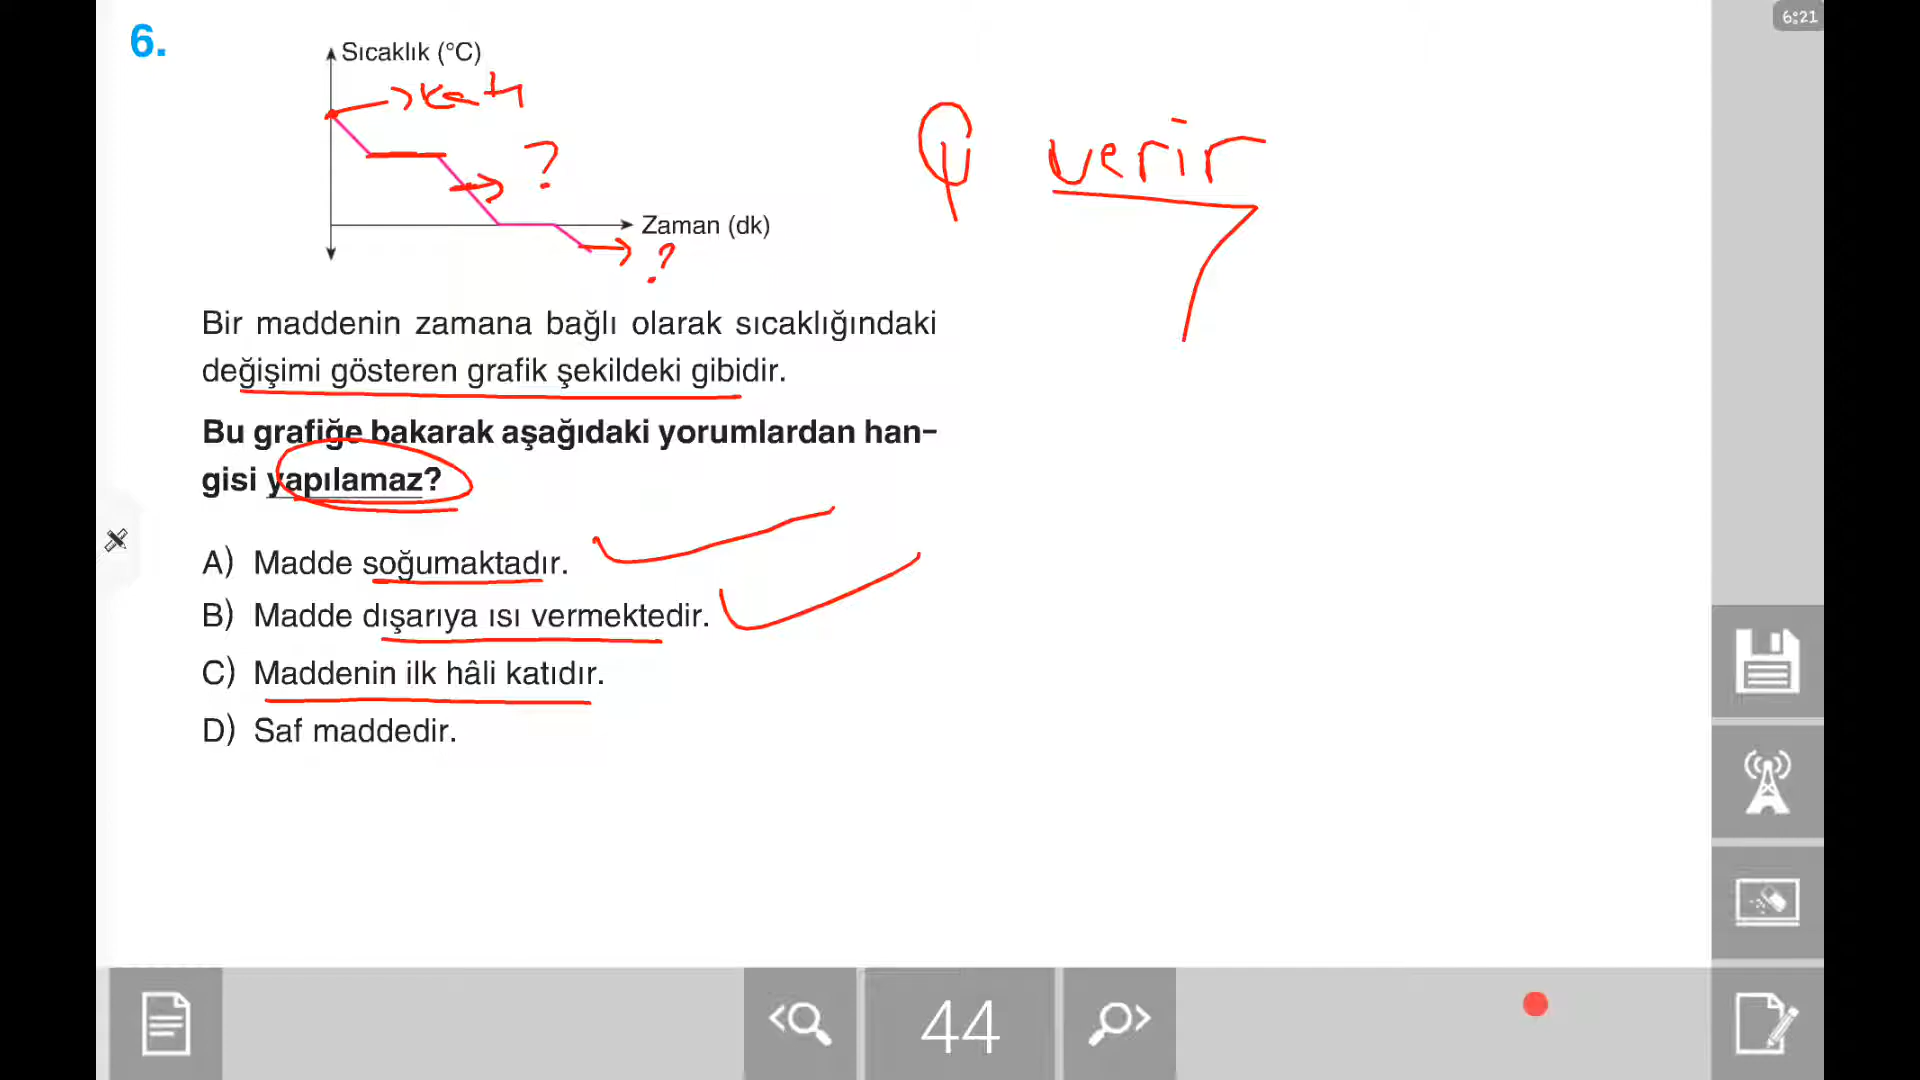 6:21
6.
Sıcaklık (°C)
katı
?
Zaman (dk)
?
verir
Bir maddenin zamana bağlı olarak sıcaklığındaki
değişimi gösteren grafik şekildeki gibidir.
Bu grafiğe bakarak aşağıdaki yorumlardan han-
gisi yapılamaz?
A) Madde soğumaktadır.
B) Madde dışarıya ısı vermektedir.
C) Maddenin ilk hâli katıdır.
D) Saf maddedir.
44